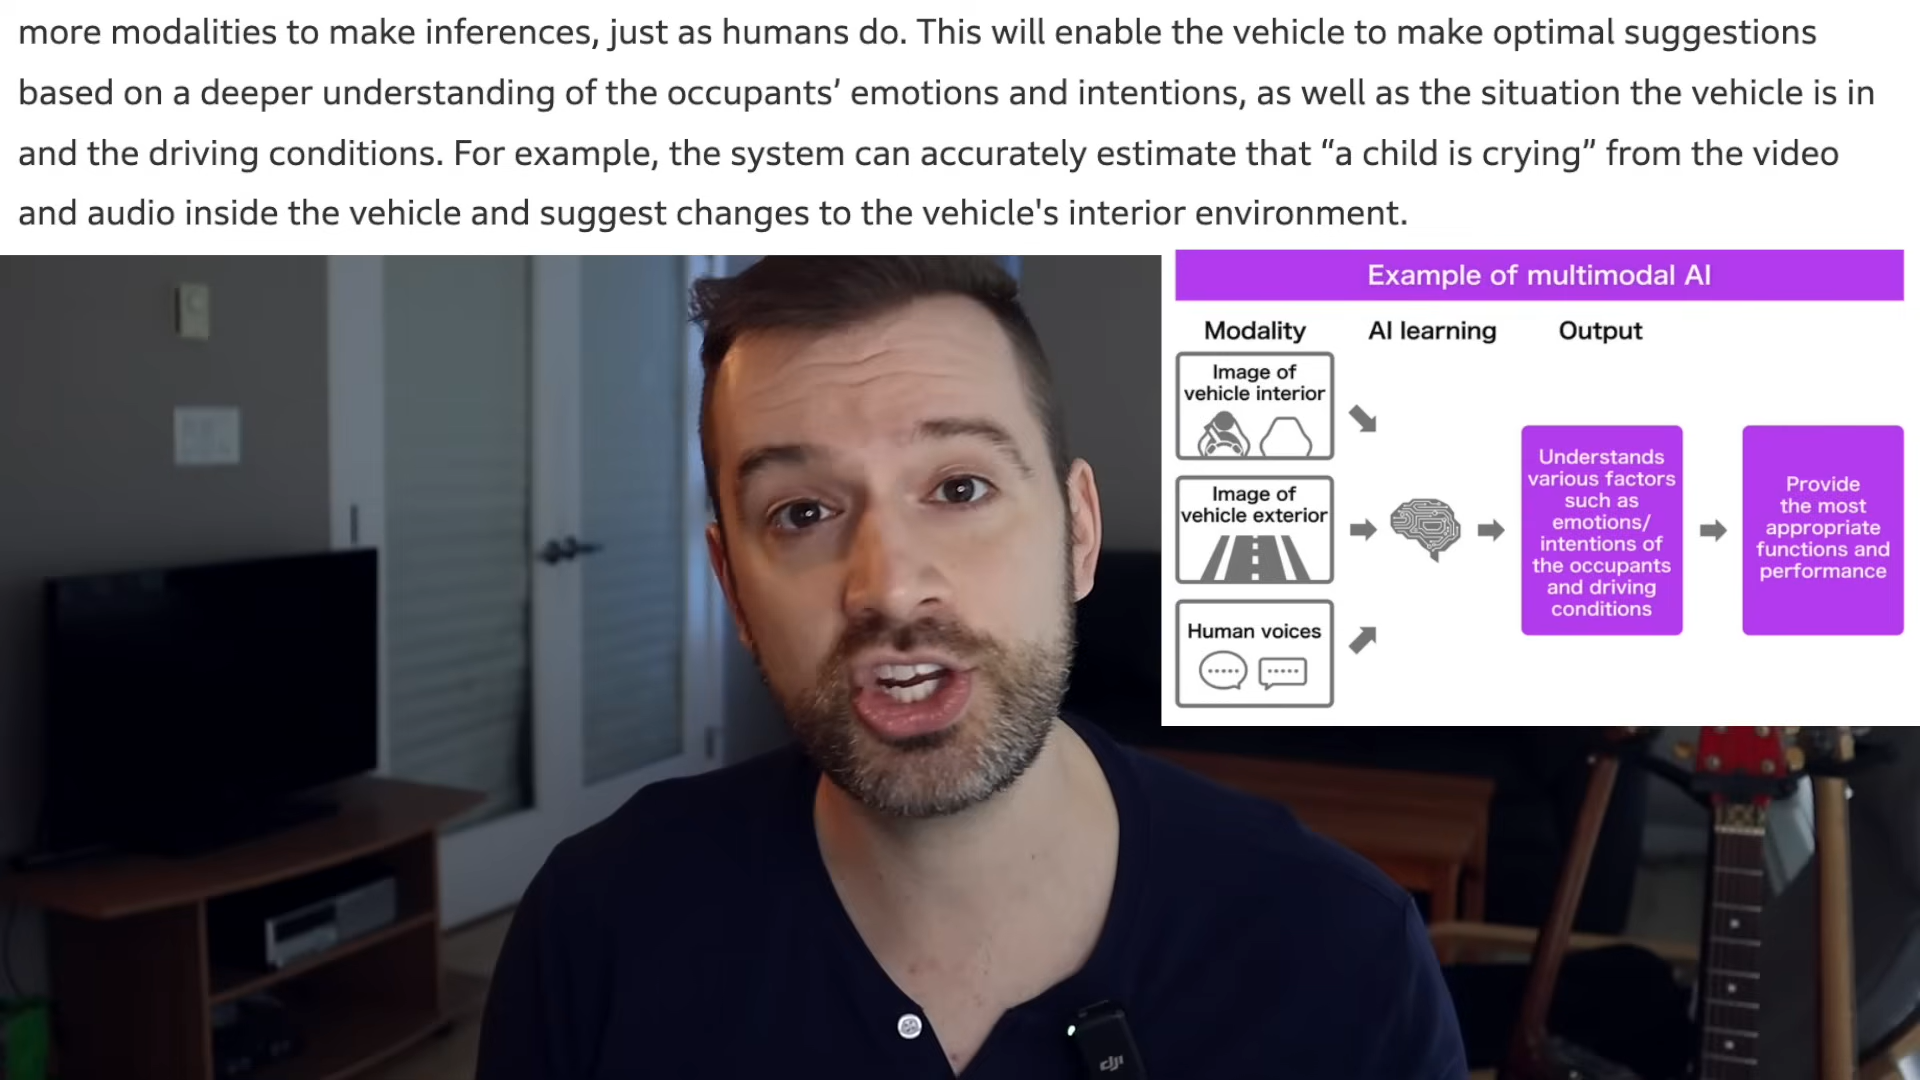 more modalities to make inferences, just as humans do. This will enable the vehicle to make optimal suggestions
based on a deeper understanding of the occupants’ emotions and intentions, as well as the situation the vehicle is in
and the driving conditions. For example, the system can accurately estimate that “a child is crying” from the video
and audio inside the vehicle and suggest changes to the vehicle's interior environment.
Example of multimodal AI
Modality
AI learning
Output
Image of
vehicle interior
Image of
vehicle exterior
Human voices
Understands
various factors
such as
emotions/
intentions of
the occupants
and driving
conditions
Provide
the most
appropriate
functions and
performance
dji